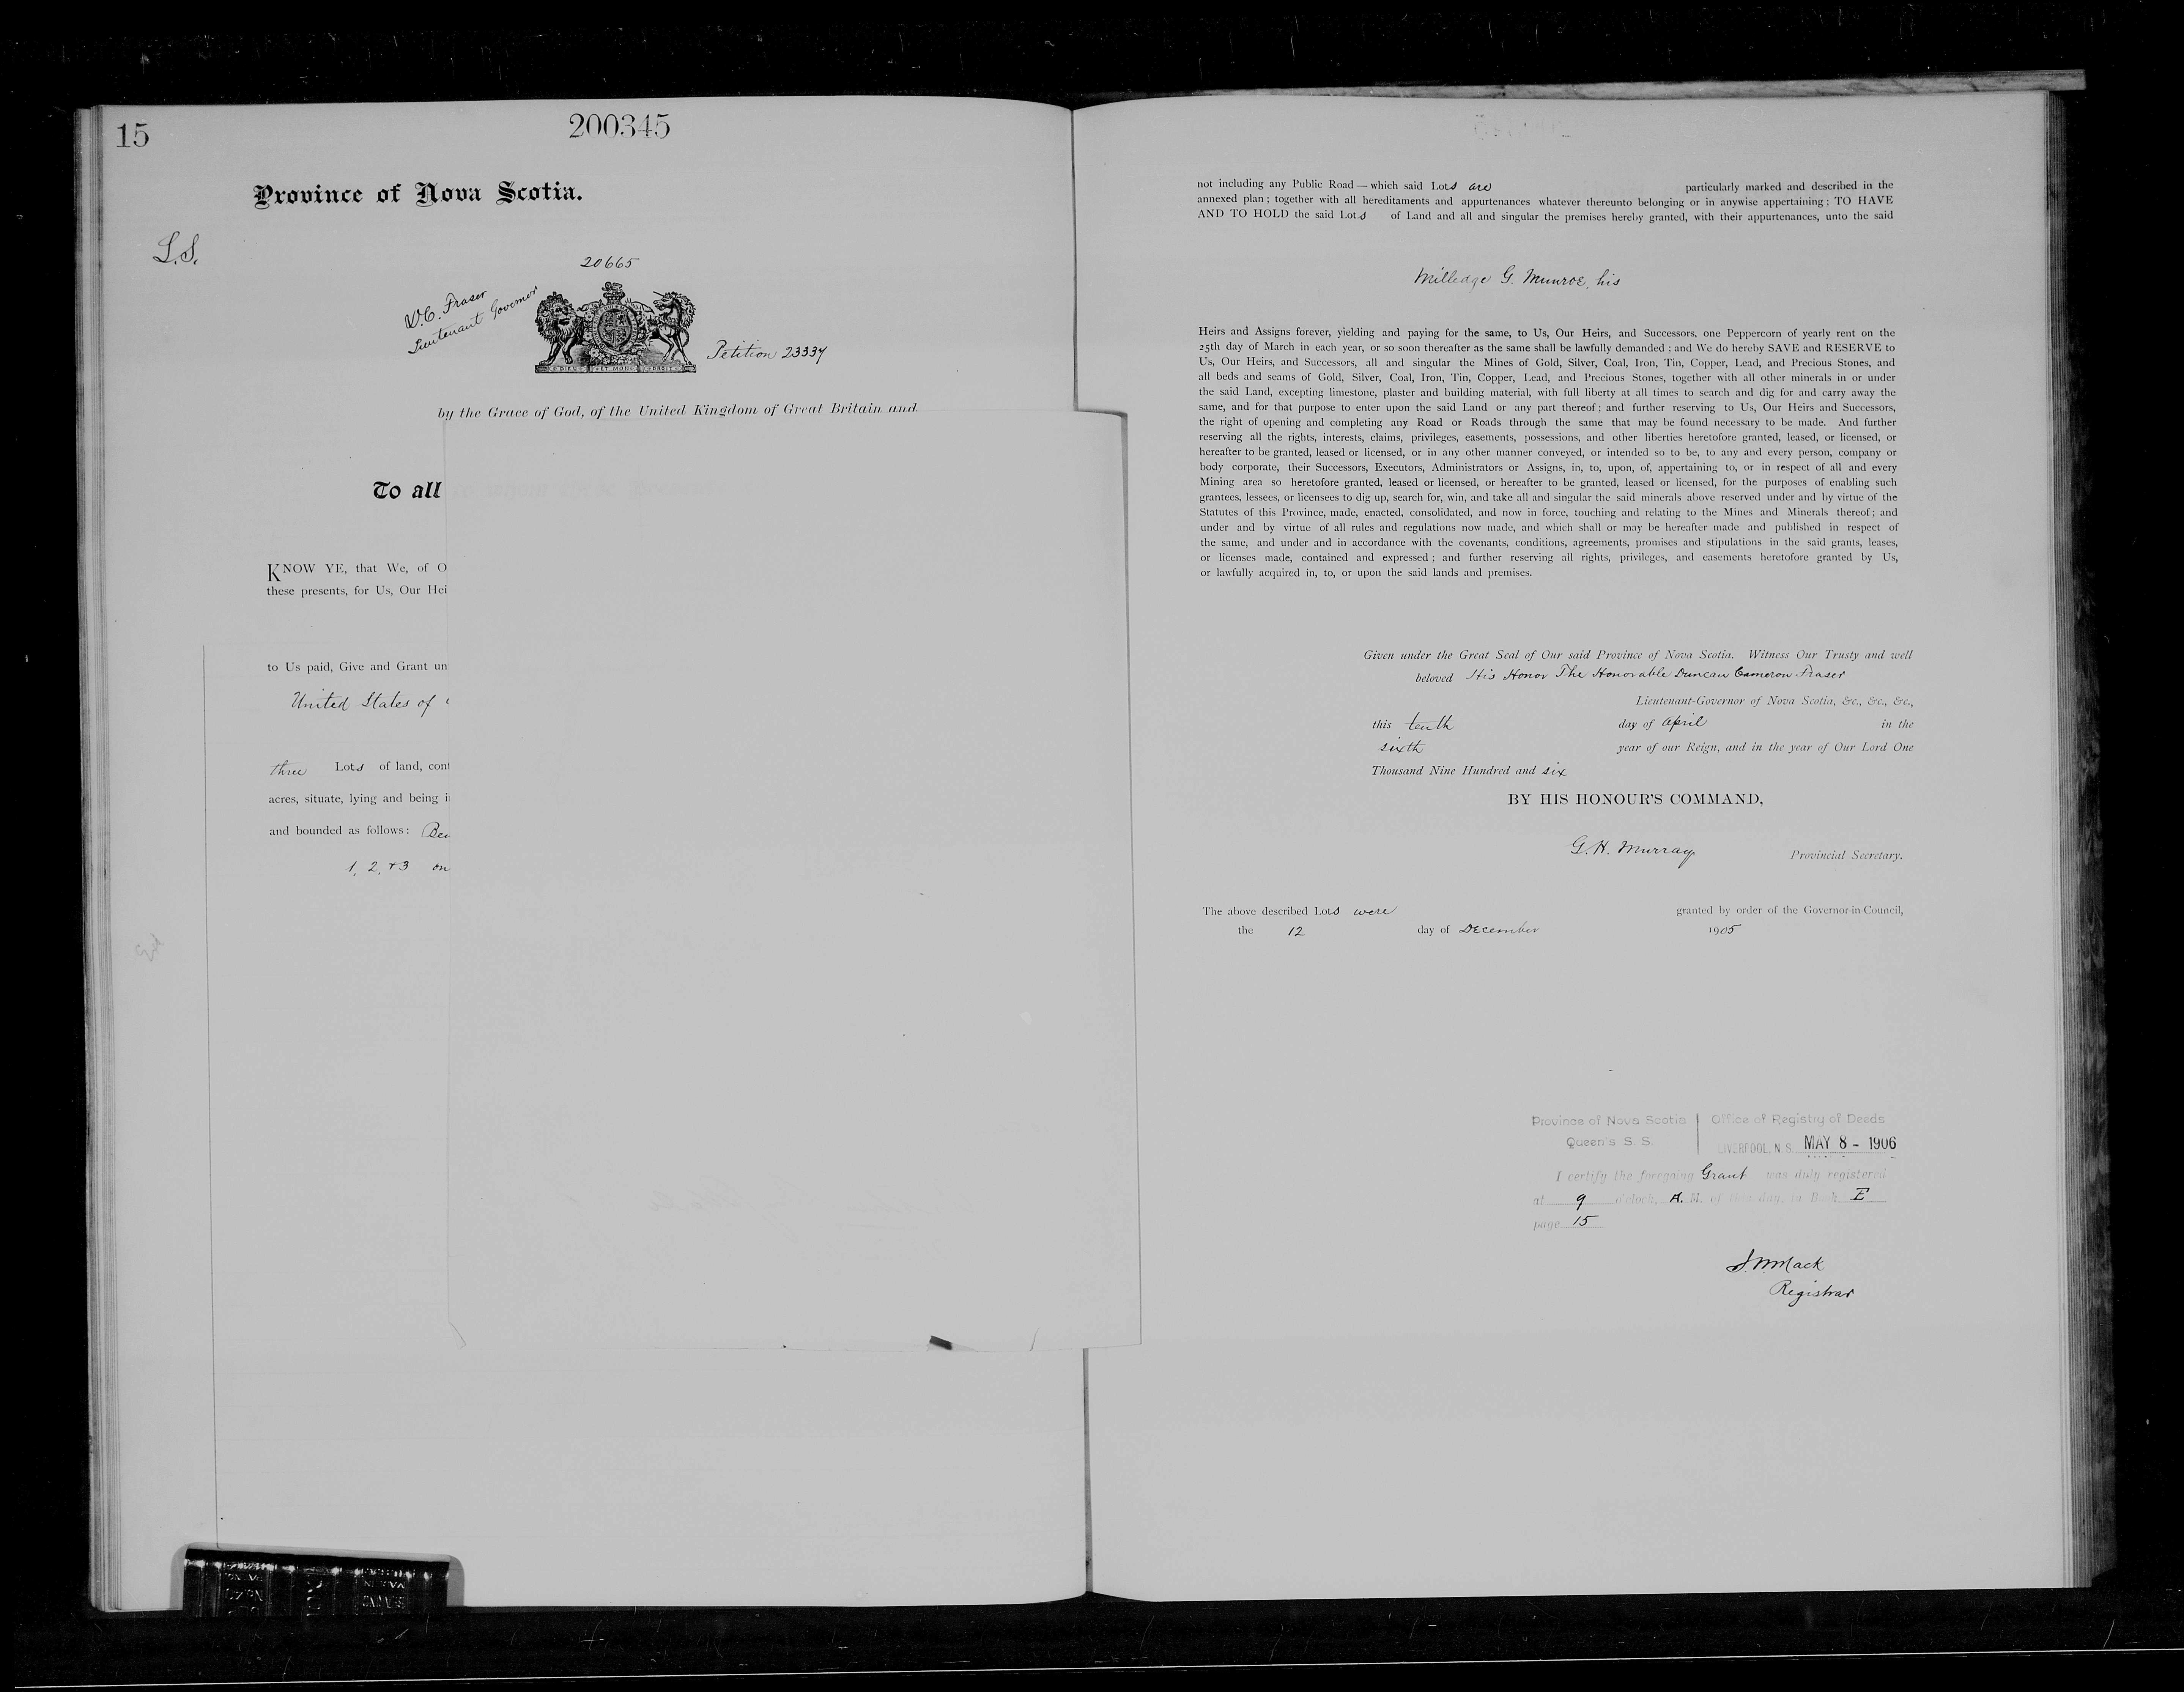 15
200345
Province of Nova Scotia.
L.S.
20665
D.C. Fraser
Lieutenant Governor
DIEU ET MON DROIT
Petition 23334
by the Grace of God, of the United Kingdom of Great Britain and
To all
KNOW YE, that We, of O
these presents, for Us, Our Hei
to Us paid, Give and Grant un
United States of
three Lots of land, cont
acres, situate, lying and being i
and bounded as follows: Bei
1, 2, + 3 on
not including any Public Road — which said Lots are particularly marked and described in the
annexed plan ; together with all hereditaments and appurtenances whatever thereunto belonging or in anywise appertaining ; TO HAVE
AND TO HOLD the said Lots of Land and all and singular the premises hereby granted, with their appurtenances, unto the said
Milledge G. Munroe, his
Heirs and Assigns forever, yielding and paying for the same, to Us, Our Heirs, and Successors, one Peppercorn of yearly rent on the
25th day of March in each year, or so soon thereafter as the same shall be lawfully demanded ; and We do hereby SAVE and RESERVE to
Us, Our Heirs, and Successors, all and singular the Mines of Gold, Silver, Coal, Iron, Tin, Copper, Lead, and Precious Stones, and
all beds and seams of Gold, Silver, Coal, Iron, Tin, Copper, Lead, and Precious Stones, together with all other minerals in or under
the said Land, excepting limestone, plaster and building material, with full liberty at all times to search and dig for and carry away the
same, and for that purpose to enter upon the said Land or any part thereof ; and further reserving to Us, Our Heirs and Successors,
the right of opening and completing any Road or Roads through the same that may be found necessary to be made. And further
reserving all the rights, interests, claims, privileges, easements, possessions, and other liberties heretofore granted, leased, or licensed, or
hereafter to be granted, leased or licensed, or in any other manner conveyed, or intended so to be, to any and every person, company or
body corporate, their Successors, Executors, Administrators or Assigns, in, to, upon, of, appertaining to, or in respect of all and every
Mining area so heretofore granted, leased or licensed, or hereafter to be granted, leased or licensed, for the purposes of enabling such
grantees, lessees, or licensees to dig up, search for, win, and take all and singular the said minerals above reserved under and by virtue of the
Statutes of this Province, made, enacted, consolidated, and now in force, touching and relating to the Mines and Minerals thereof ; and
under and by virtue of all rules and regulations now made, and which shall or may be hereafter made and published in respect of
the same, and under and in accordance with the covenants, conditions, agreements, promises and stipulations in the said grants, leases,
or licenses made, contained and expressed ; and further reserving all rights, privileges, and easements heretofore granted by Us,
or lawfully acquired in, to, or upon the said lands and premises.
Given under the Great Seal of Our said Province of Nova Scotia. Witness Our Trusty and well
beloved His Honor The Honorable Duncan Cameron Fraser
Lieutenant-Governor of Nova Scotia, &c., &c., &c.,
this tenth day of April in the
sixth year of our Reign, and in the year of Our Lord One
Thousand Nine Hundred and six
BY HIS HONOUR'S COMMAND,
G.H. Murray Provincial Secretary.
The above described Lots were granted by order of the Governor-in-Council,
the 12 day of December 1905
Province of Nova Scotia | Office of Registry of Deeds
Queen's S. S. LIVERPOOL, N. S. MAY 8 - 1906
I certify the foregoing Grant was duly registered
at 9 o'clock, A. M. of this day, in Book E
page 15
S. M Mack
Registrar